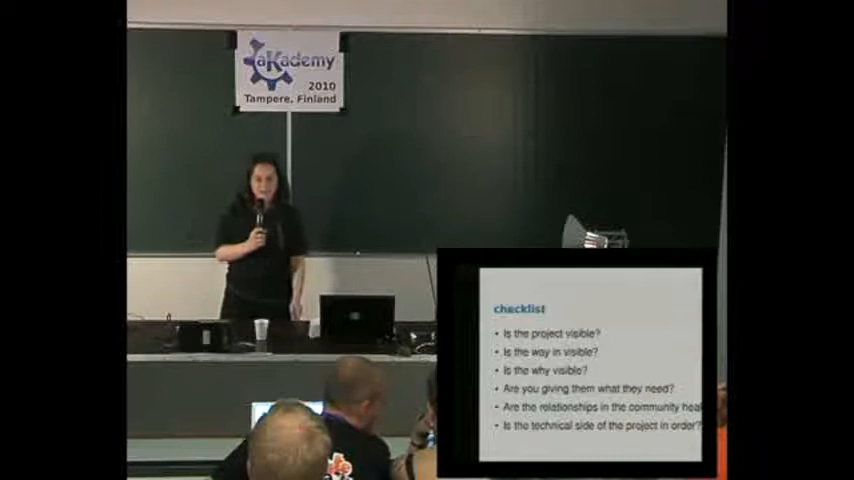 aKademy
2010
Tampere, Finland
checklist
• Is the project visible?
• Is the way in visible?
• Is the why visible?
• Are you giving them what they need?
• Are the relationships in the community heal
• Is the technical side of the project in order?